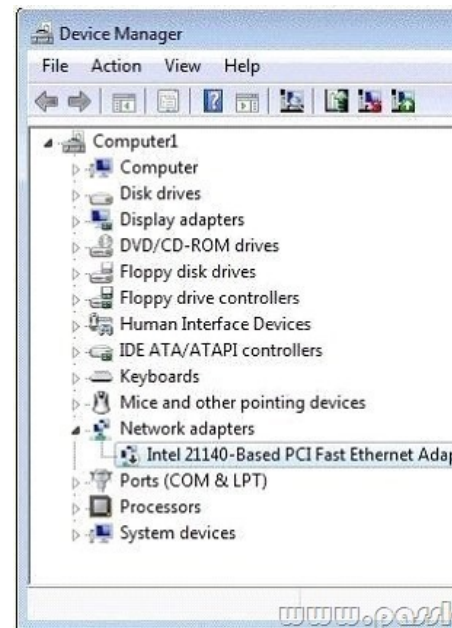 Device Manager
File Action View Help
Computer1
Computer
Disk drives
Display adapters
DVD/CD-ROM drives
Floppy disk drives
Floppy drive controllers
Human Interface Devices
IDE ATA/ATAPI controllers
Keyboards
Mice and other pointing devices
Network adapters
Intel 21140-Based PCI Fast Ethernet Adap
Ports (COM & LPT)
Processors
System devices